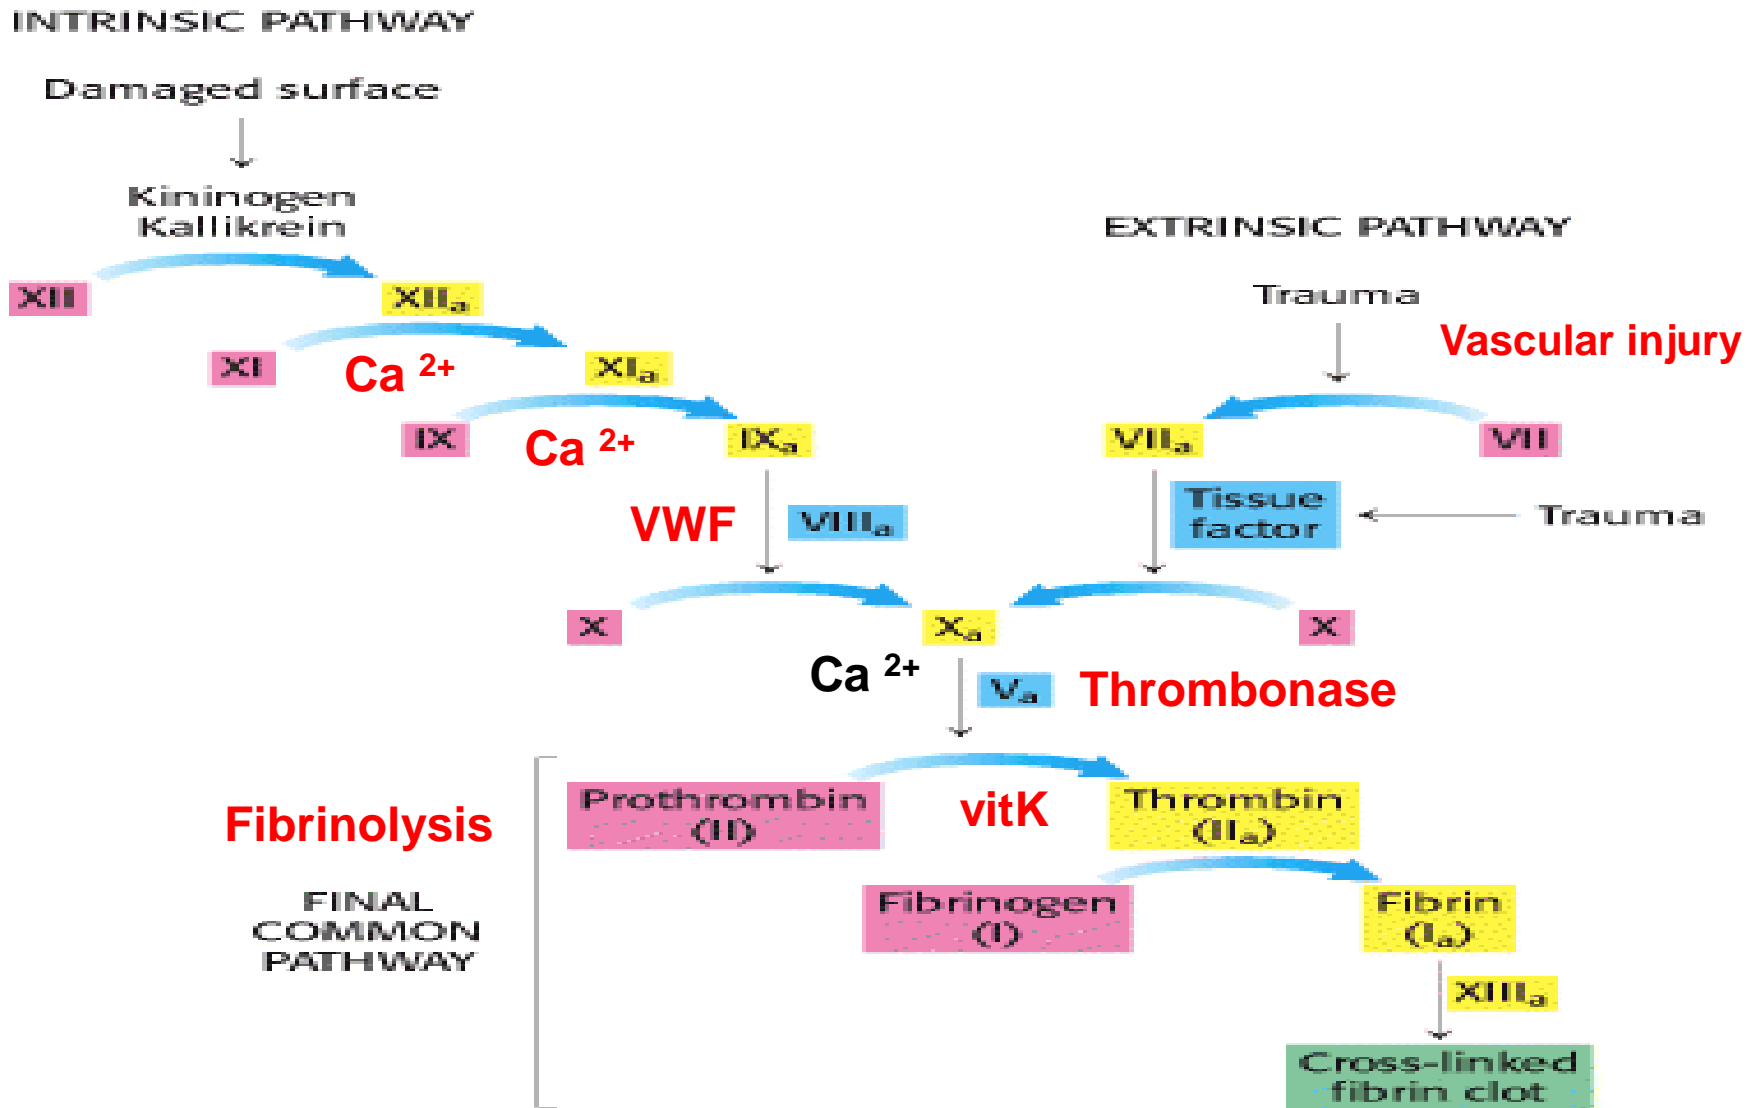 INTRINSIC PATHWAY
Damaged surface
Kininogen
Kallikrein
EXTRINSIC PATHWAY
XII
XIIa
Trauma
Vascular injury
XI
Ca 2+
XIa
IX
Ca 2+
IXa
VIIa
VII
VWF
VIIIa
Tissue
factor
Trauma
X
Xa
X
Ca 2+
Va
Thrombonase
Fibrinolysis
Prothrombin
(II)
vitK
Thrombin
(IIa)
FINAL
COMMON
PATHWAY
Fibrinogen
(I)
Fibrin
(Ia)
XIIIa
Cross-linked
fibrin clot